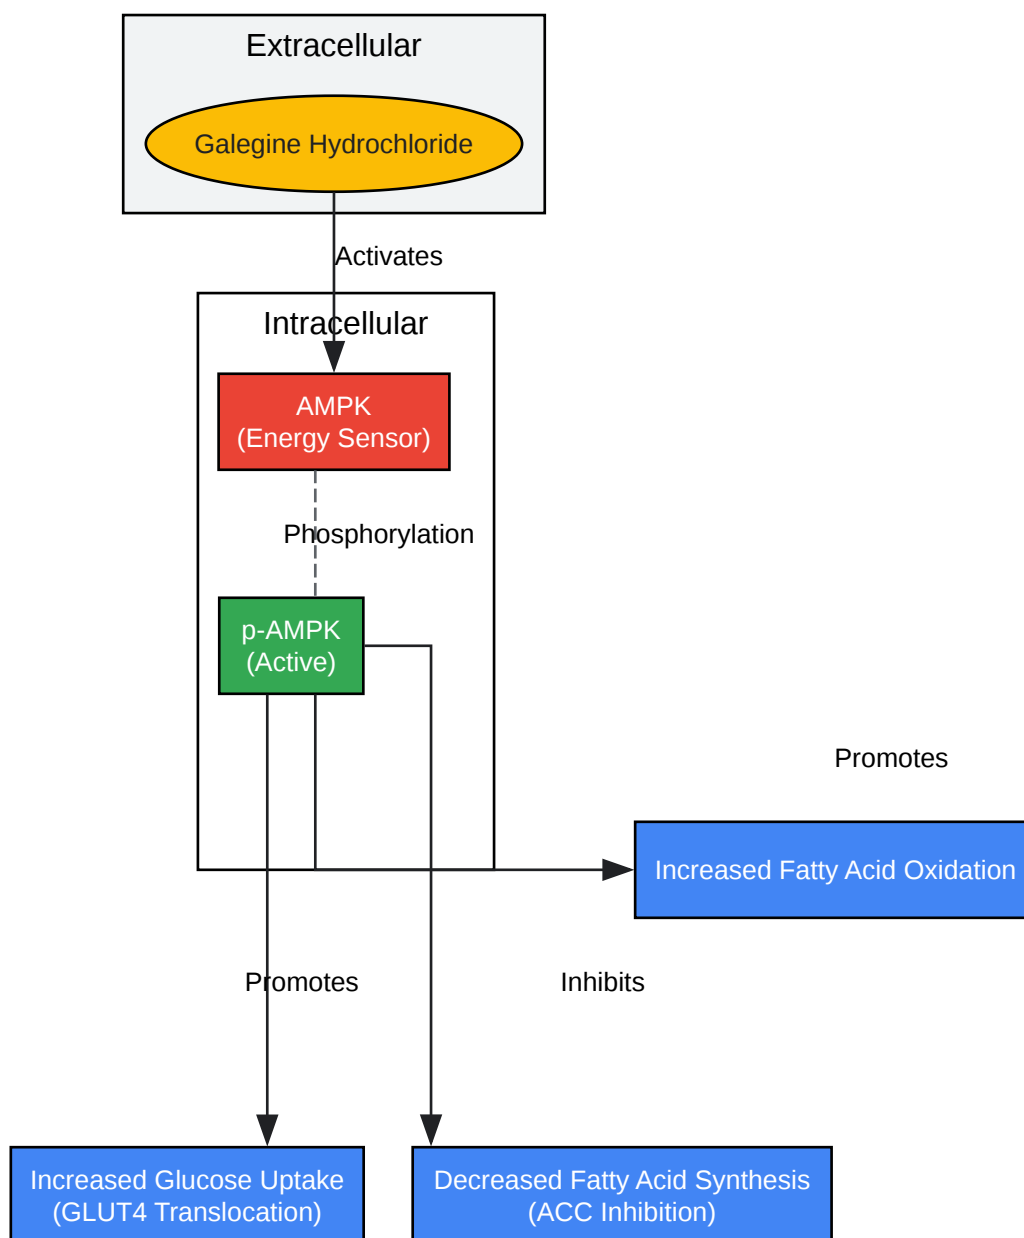 Extracellular
Galegine Hydrochloride
Activates
Intracellular
AMPK
(Energy Sensor)
Phosphorylation
p-AMPK
(Active)
Promotes
Increased Fatty Acid Oxidation
Promotes
Inhibits
Increased Glucose Uptake
(GLUT4 Translocation)
Decreased Fatty Acid Synthesis
(ACC Inhibition)